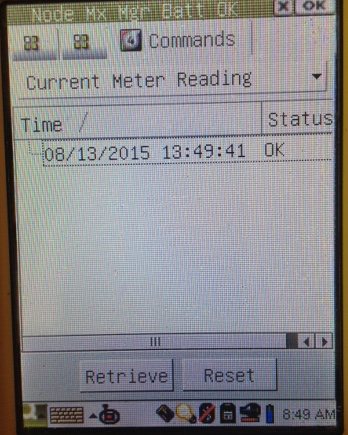 Node Mx Mgr Batt OK X OK
4 Commands
Current Meter Reading
Time / Status
08/13/2015 13:49:41 OK
Retrieve Reset
8:49 AM